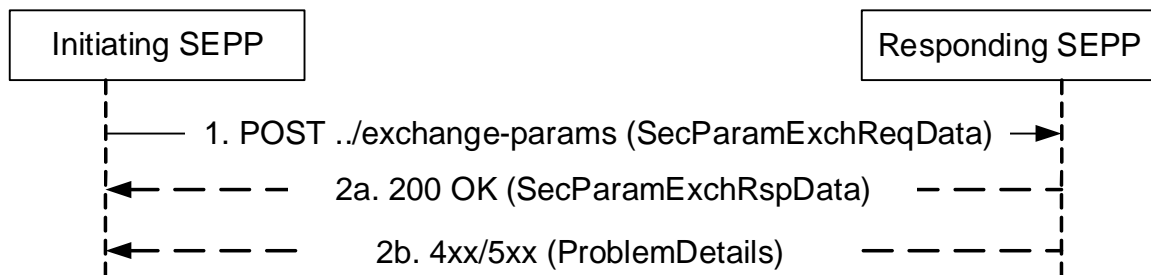 Initiating SEPP
Responding SEPP
1. POST ../exchange-params (SecParamExchReqData)
2a. 200 OK (SecParamExchRspData)
2b. 4xx/5xx (ProblemDetails)